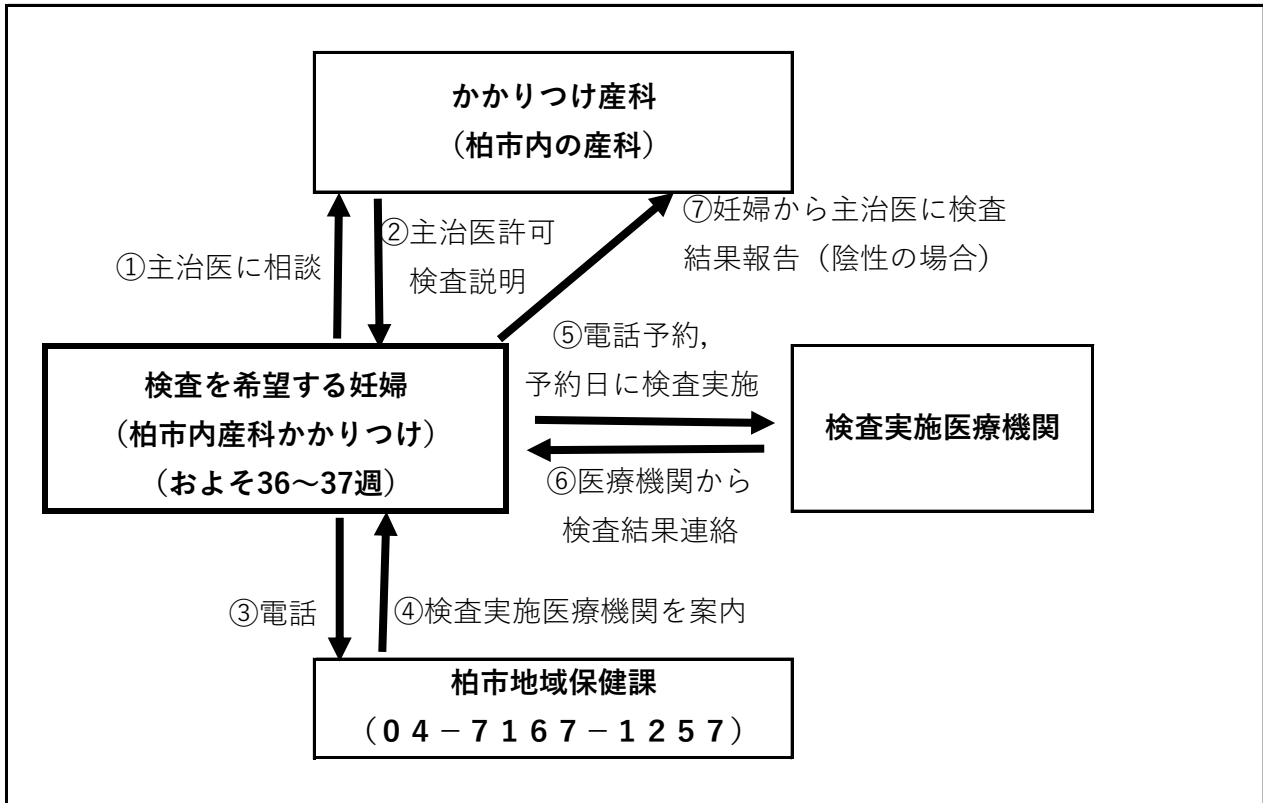 かかりつけ産科
（柏市内の産科）
①主治医に相談
②主治医許可
検査説明
⑦妊婦から主治医に検査
結果報告（陰性の場合）
検査を希望する妊婦
（柏市内産科かかりつけ）
（およそ36～37週）
⑤電話予約，
予約日に検査実施
⑥医療機関から
検査結果連絡
検査実施医療機関
③電話
④検査実施医療機関を案内
柏市地域保健課
（０４－７１６７－１２５７）